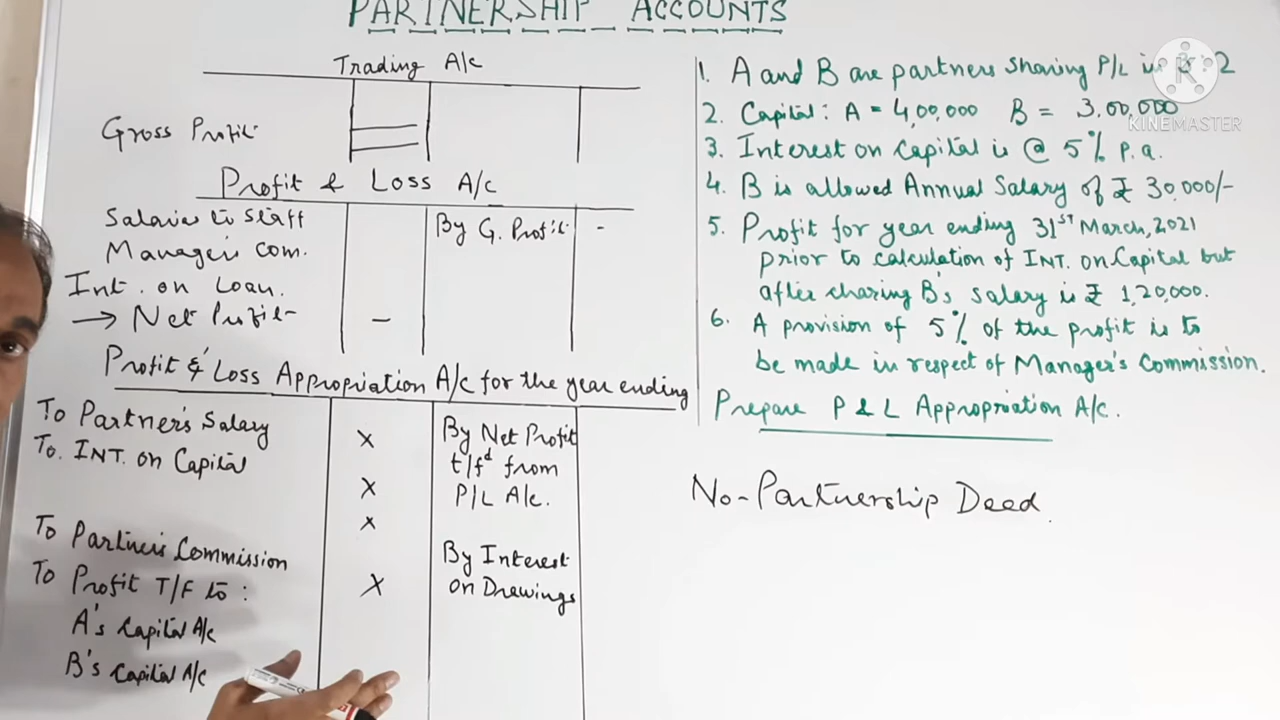 PARTNERSHIP ACCOUNTS
Trading A/c
Gross Profit
Profit & Loss A/c
Salaries to Staff
By G. Profit -
Manager's com.
Int. on Loan.
→ Net Profit -
Profit & Loss Appropriation A/c for the year ending
To Partner's Salary X
By Net Profit
To. INT. on Capital
t/fd from
X
P/L A/c.
X
To Partner's Commission
By Interest
To Profit T/F to : X
on Drawings
A's Capital A/c
B's Capital A/c
1. A and B are partners sharing P/L in 2
2. Capital: A = 4,00,000 B = 3.00,000
3. Interest on Capital is @ 5% p.a.
4. B is allowed Annual Salary of ₹ 30,000/-
5. Profit for year ending 31ST March, 2021
prior to calculation of INT. on Capital but
after charing B's salary is ₹ 1,20,000.
6. A provision of 5% of the profit is to
be made in respect of Manager's Commission.
Prepare P & L Appropriation A/c.
No-Partnership Deed.
KINEMASTER